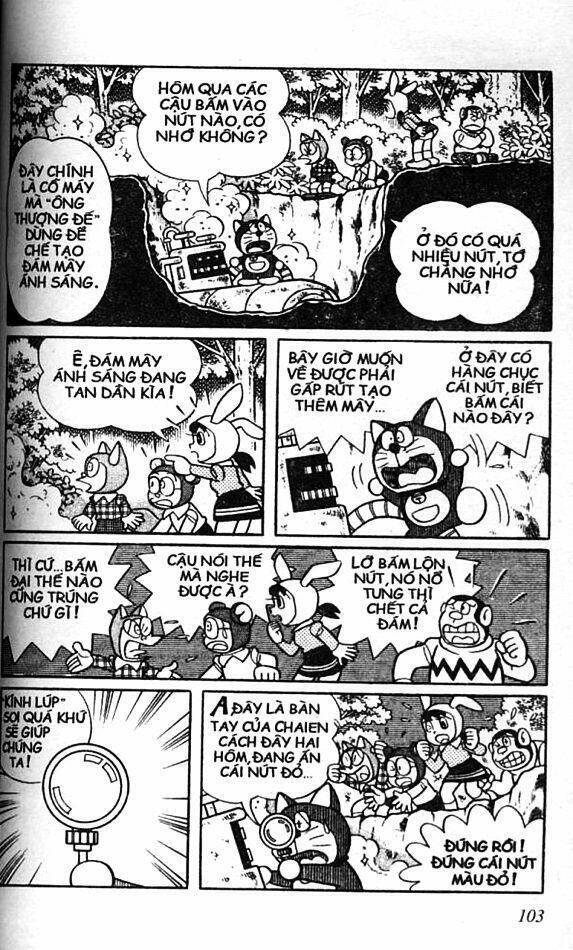 HÔM QUA CÁC
CẬU BẤM VÀO
NÚT NÀO, CÓ
NHỚ KHÔNG?
ĐÂY CHÍNH
LÀ CỖ MÁY
MÀ "ÔNG
THƯỢNG ĐẾ"
DÙNG ĐỂ
CHẾ TẠO
ĐÁM MÂY
ÁNH SÁNG.
Ở ĐÓ CÓ QUÁ
NHIỀU NÚT, TỚ
CHẲNG NHỚ
NỮA!
Ê, ĐÁM MÂY
ÁNH SÁNG ĐANG
TAN DẦN KÌA!
BÂY GIỜ MUỐN
VỀ ĐƯỢC PHẢI
GẤP RÚT TẠO
THÊM MÂY...
Ở ĐÂY CÓ
HÀNG CHỤC
CÁI NÚT, BIẾT
BẤM CÁI
NÀO ĐÂY?
THÌ CỨ... BẤM
ĐẠI THẾ NÀO
CŨNG TRÚNG
CHỨ GÌ!
CẬU NÓI THẾ
MÀ NGHE
ĐƯỢC À?
LỠ BẤM LỘN
NÚT, NÓ NỔ
TUNG THÌ
CHẾT CẢ
ĐÁM!
"KÍNH LÚP"
SOI QUÁ KHỨ
SẼ GIÚP
CHÚNG
TA!
A ĐÂY LÀ BÀN
TAY CỦA CHAIEN
CÁCH ĐÂY HAI
HÔM, ĐANG ẤN
CÁI NÚT ĐỎ...
ĐÚNG RỒI!
ĐÚNG CÁI NÚT
MÀU ĐỎ!
103